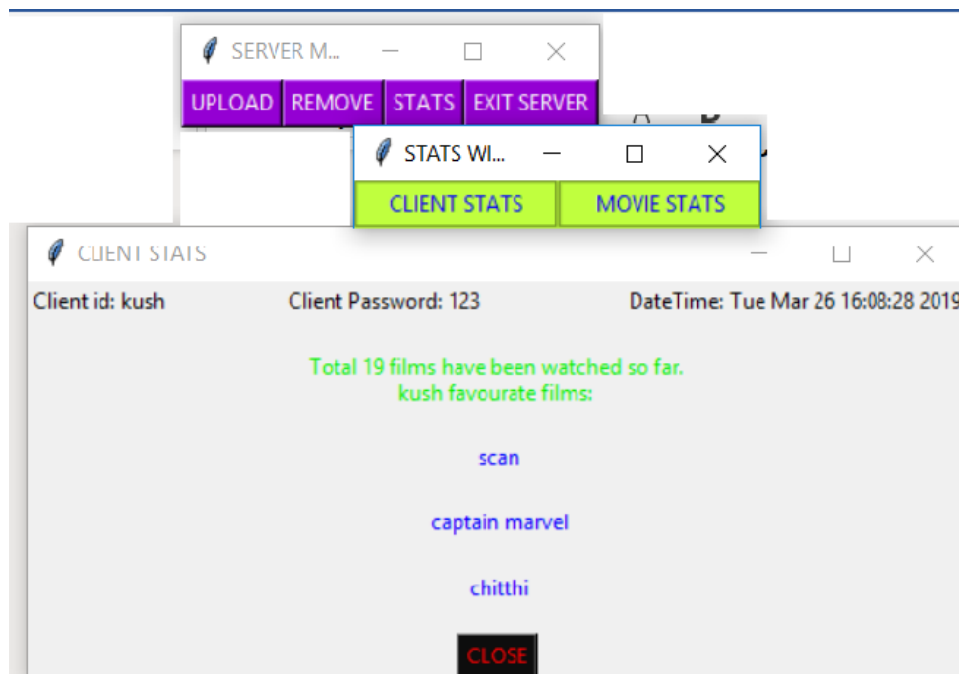 SERVER M...
UPLOAD REMOVE STATS EXIT SERVER
STATS WI...
CLIENT STATS MOVIE STATS
CLIENT STATS
Client id: kush Client Password: 123 DateTime: Tue Mar 26 16:08:28 2019
Total 19 films have been watched so far.
kush favourate films:
scan
captain marvel
chitthi
CLOSE